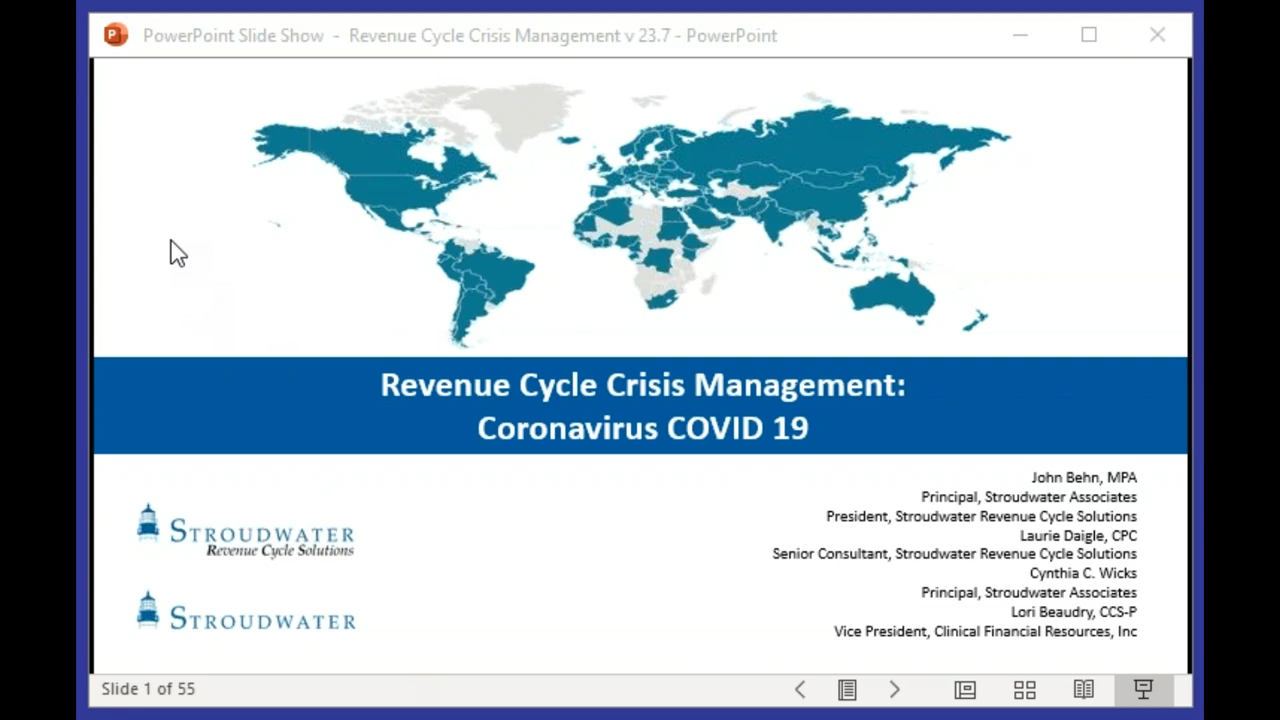 PowerPoint Slide Show - Revenue Cycle Crisis Management v 23.7 - PowerPoint
Revenue Cycle Crisis Management:
Coronavirus COVID 19
John Behn, MPA
Principal, Stroudwater Associates
President, Stroudwater Revenue Cycle Solutions
Laurie Daigle, CPC
Senior Consultant, Stroudwater Revenue Cycle Solutions
Cynthia C. Wicks
Principal, Stroudwater Associates
Lori Beaudry, CCS-P
Vice President, Clinical Financial Resources, Inc
STROUDWATER
Revenue Cycle Solutions
STROUDWATER
Slide 1 of 55